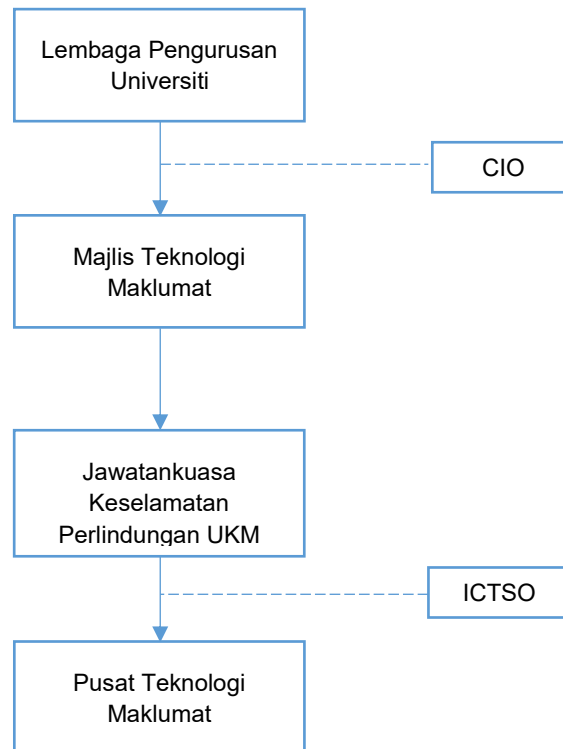 Lembaga Pengurusan
Universiti
CIO
Majlis Teknologi
Maklumat
Jawatankuasa
Keselamatan
Perlindungan UKM
ICTSO
Pusat Teknologi
Maklumat